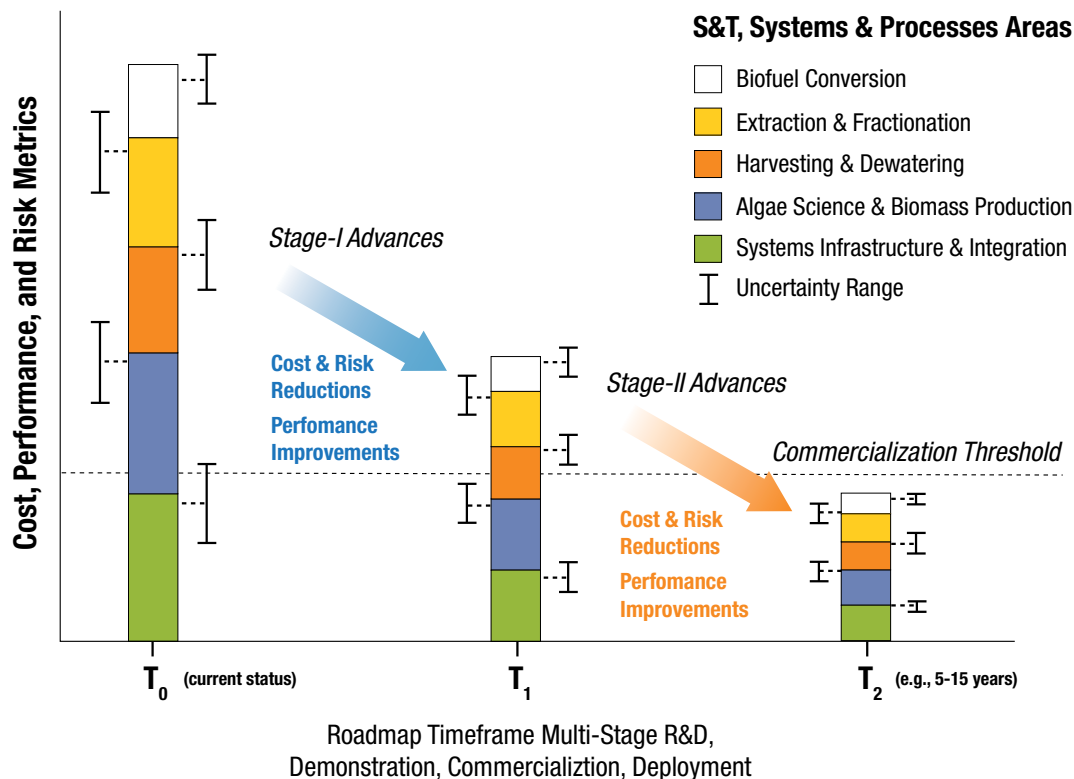 Cost, Performance, and Risk Metrics
S&T, Systems & Processes Areas
Biofuel Conversion
Extraction & Fractionation
Harvesting & Dewatering
Algae Science & Biomass Production
Systems Infrastructure & Integration
Uncertainty Range
Stage-I Advances
Cost & Risk
Reductions
Perfomance
Improvements
Stage-II Advances
Commercialization Threshold
Cost & Risk
Reductions
Perfomance
Improvements
T0 (current status)
T1
T2 (e.g., 5-15 years)
Roadmap Timeframe Multi-Stage R&D,
Demonstration, Commercializtion, Deployment